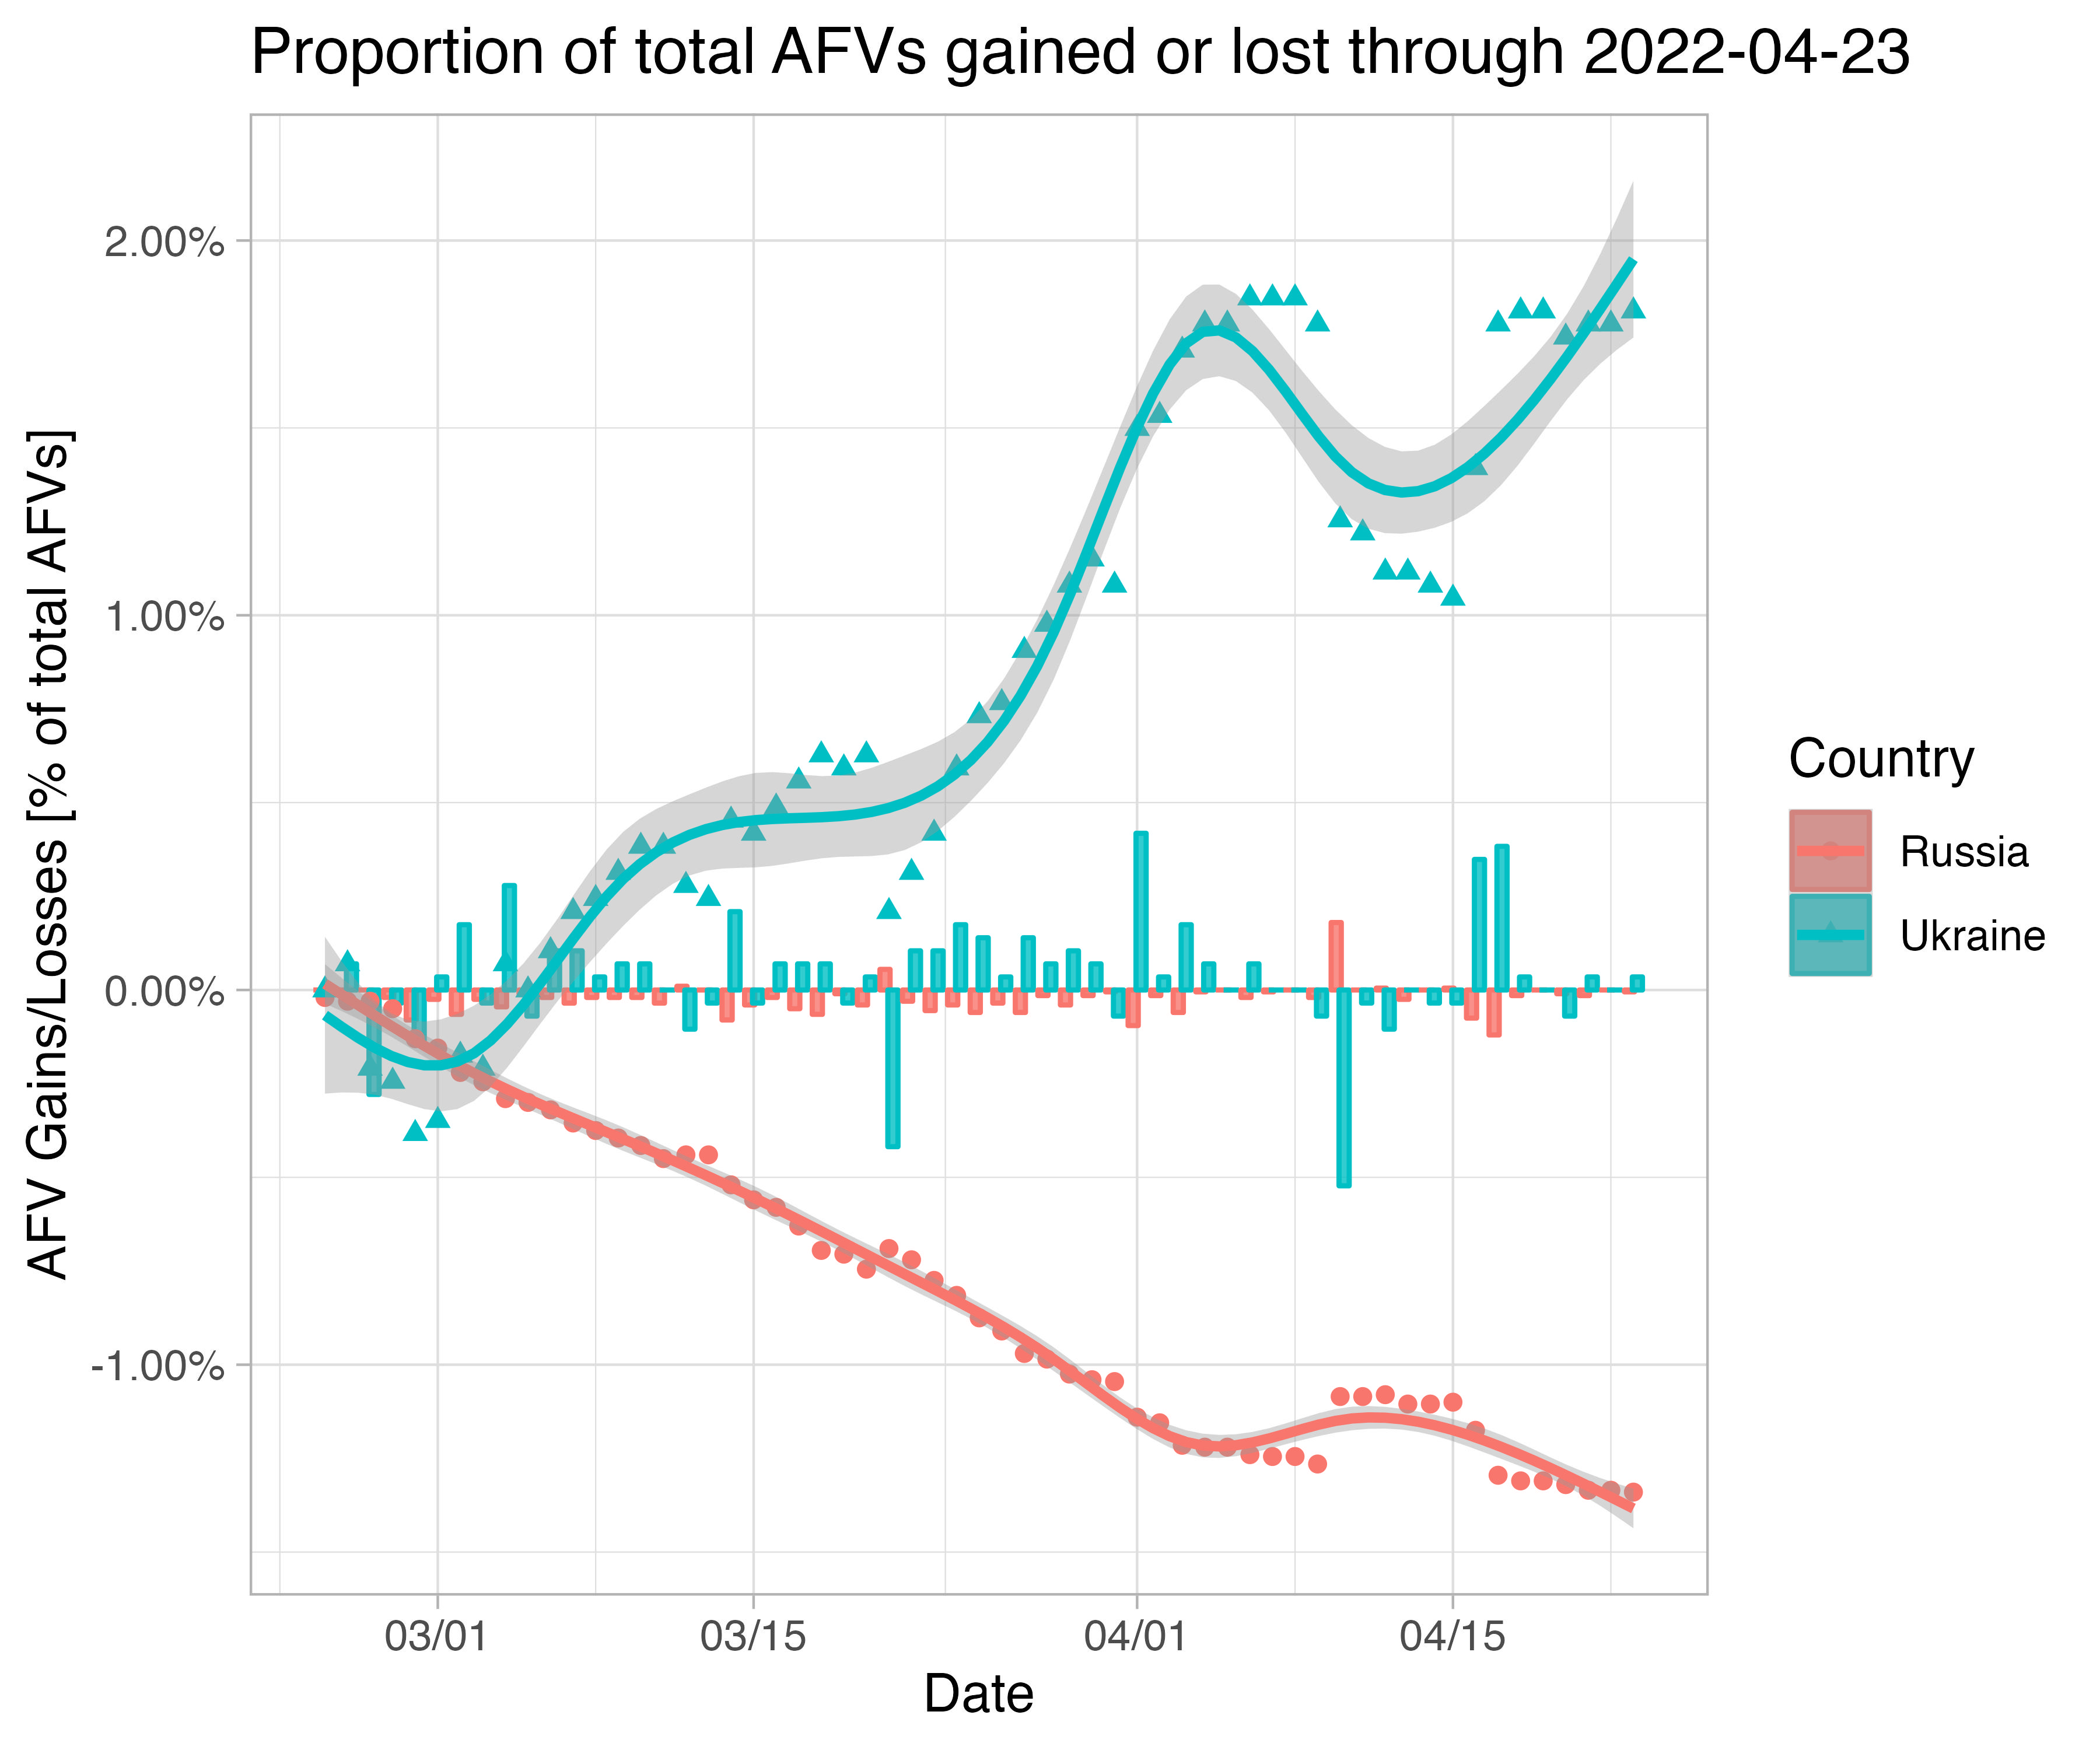 Proportion of total AFVs gained or lost through 2022-04-23
AFV Gains/Losses [% of total AFVs]
2.00%
1.00%
0.00%
-1.00%
03/01
03/15
04/01
04/15
Date
Country
Russia
Ukraine